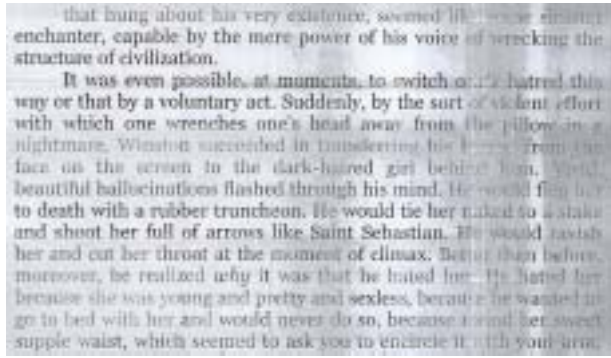 that hung about his very existence, seemed like some sinister
enchanter, capable by the mere power of his voice of wrecking the
structure of civilization.
It was even possible, at moments, to switch one's hatred this
way or that by a voluntary act. Suddenly, by the sort of violent effort
with which one wrenches one's head away from the pillow in a
nightmare, Winston succeeded in transferring his hatred from the
face on the screen to the dark-haired girl behind him. Vivid,
beautiful hallucinations flashed through his mind. He would flog her
to death with a rubber truncheon. He would tie her naked to a stake
and shoot her full of arrows like Saint Sebastian. He would ravish
her and cut her throat at the moment of climax. Better than before,
moreover, he realized why it was that he hated her. He hated her
because she was young and pretty and sexless, because he wanted to
go to bed with her and would never do so, because round her sweet
supple waist, which seemed to ask you to encircle it with your arm,